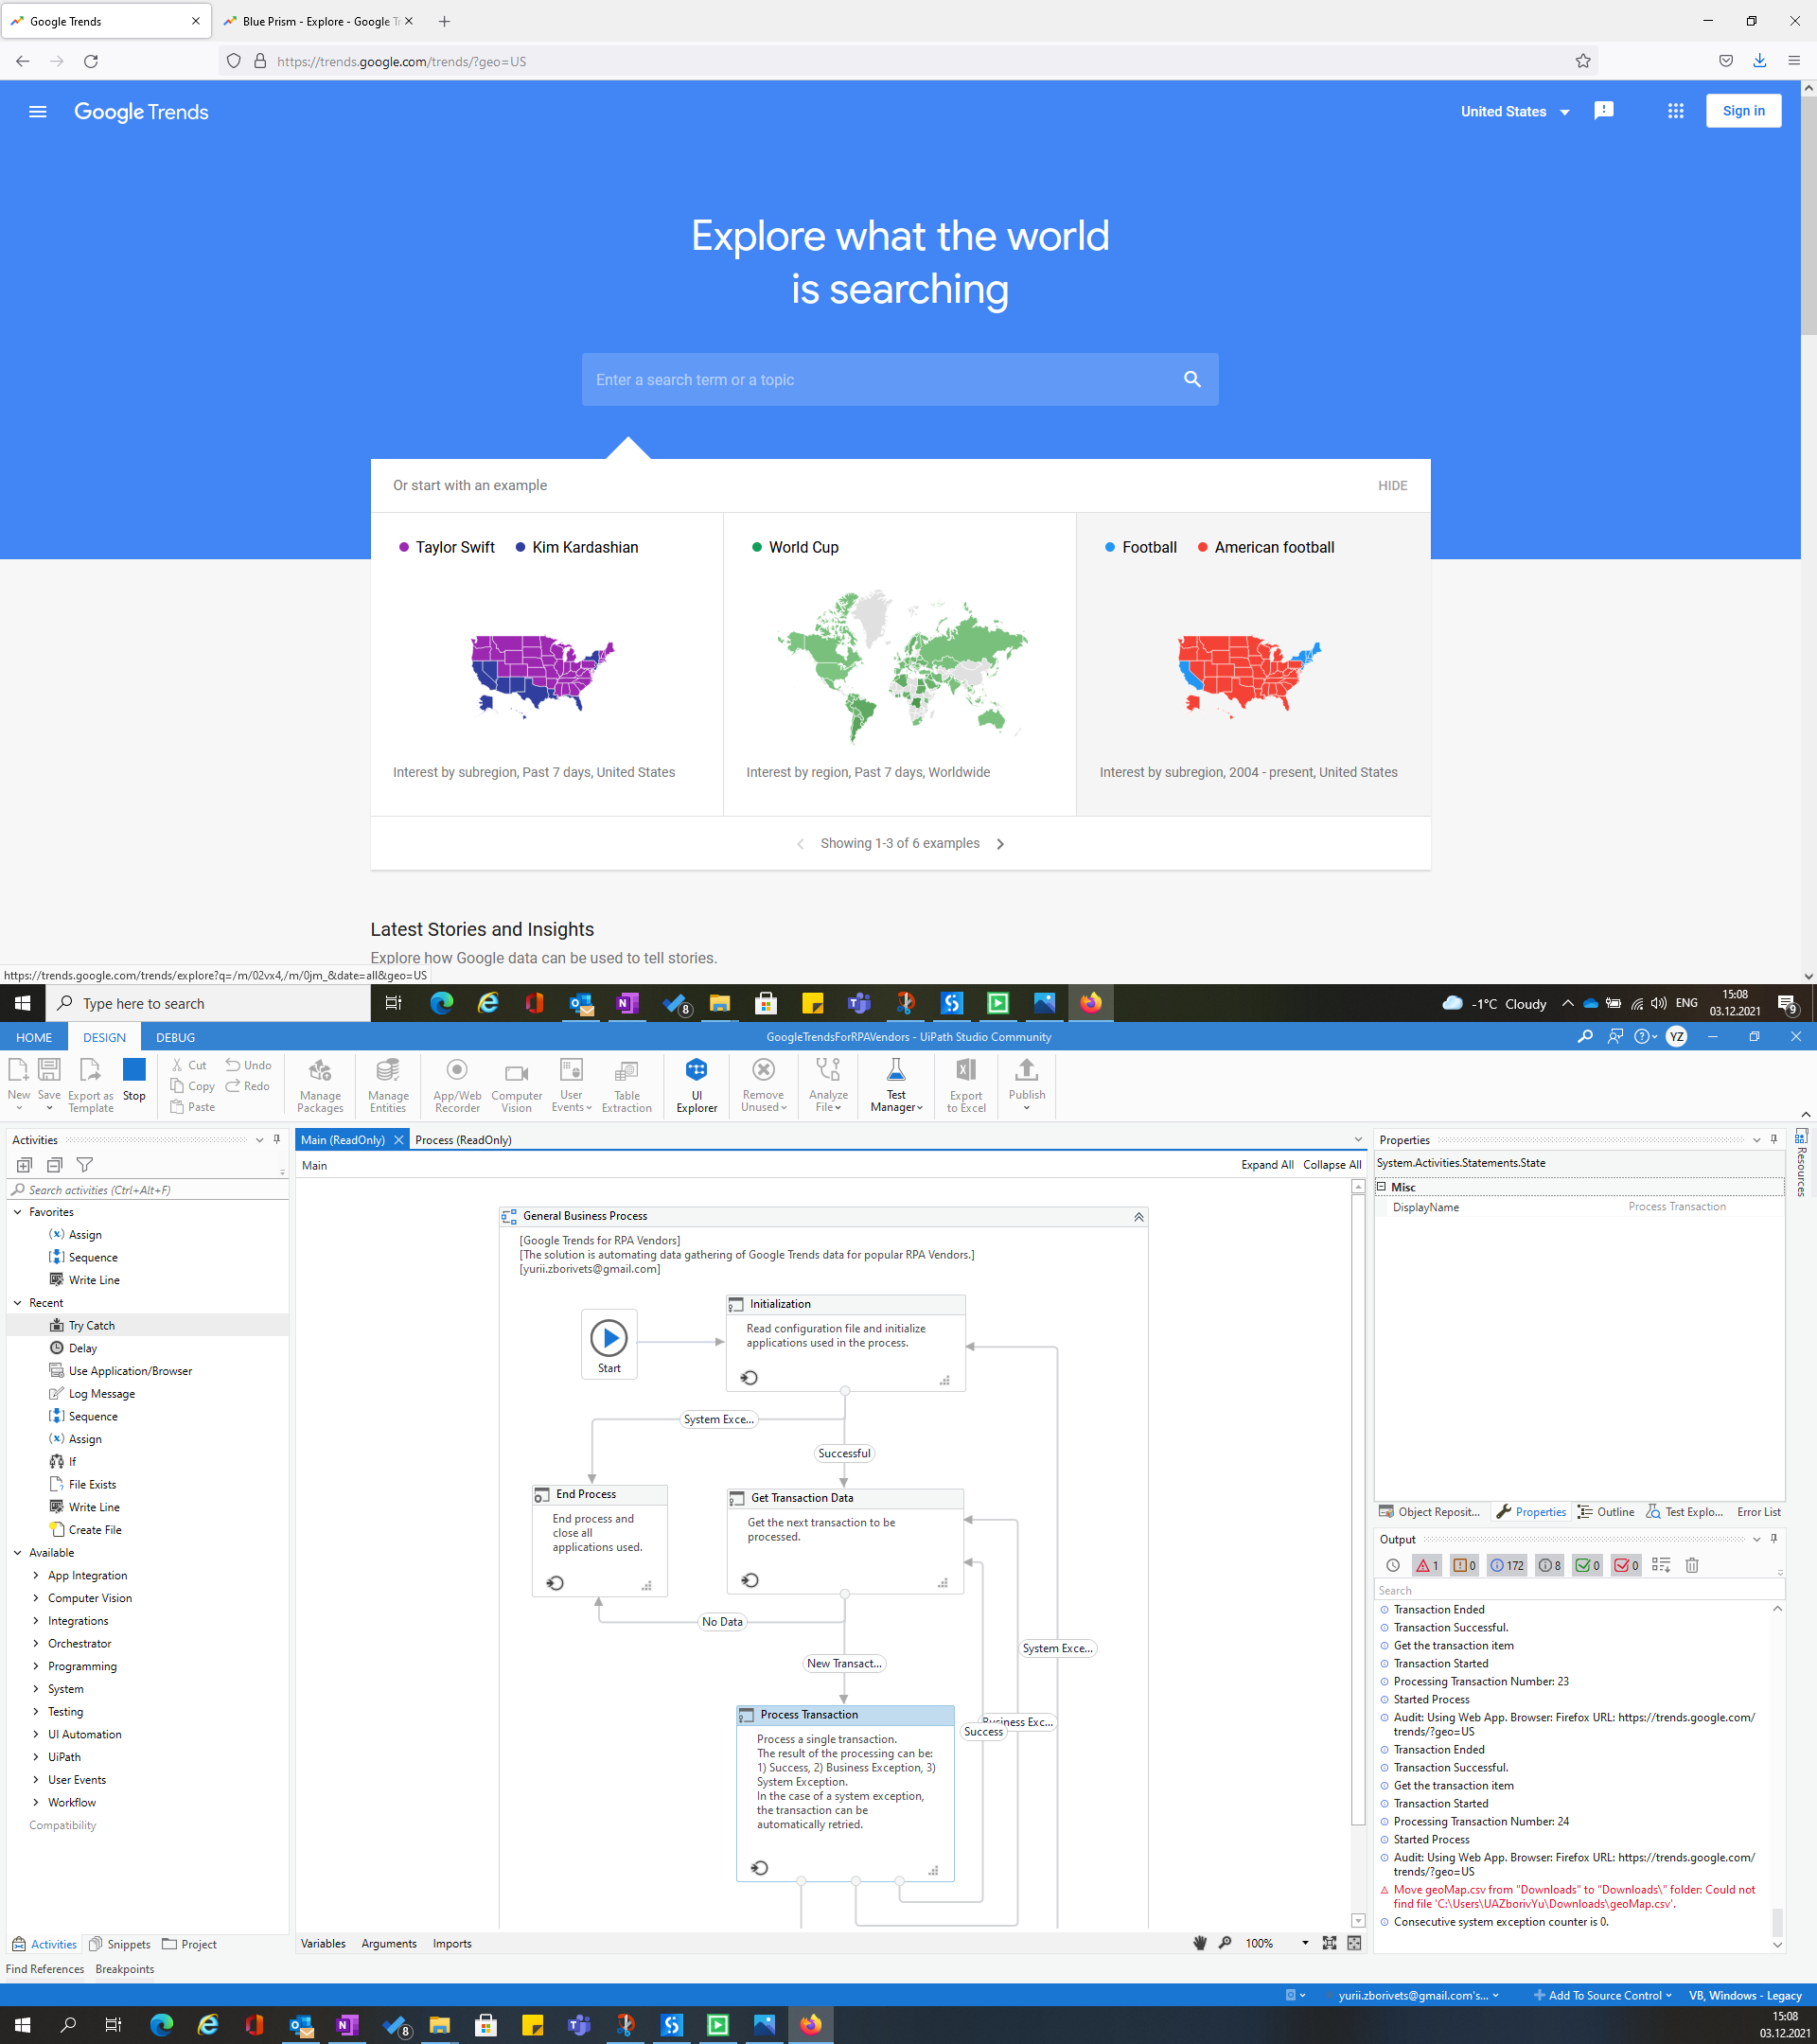 Google Trends
Blue Prism - Explore - Google Tr
https://trends.google.com/trends/?geo=US
Google Trends
United States
Sign in
Explore what the world
is searching
Enter a search term or a topic
Or start with an example
HIDE
Taylor Swift Kim Kardashian
World Cup
Football American football
Interest by subregion, Past 7 days, United States
Interest by region, Past 7 days, Worldwide
Interest by subregion, 2004 - present, United States
Showing 1-3 of 6 examples
Latest Stories and Insights
Explore how Google data can be used to tell stories.
https://trends.google.com/trends/explore?q=/m/02vx4,/m/0jm_&date=all&geo=US
Type here to search
8
-1°C Cloudy
ENG
15:08
03.12.2021
9
HOME DESIGN DEBUG
GoogleTrendsForRPAVendors - UiPath Studio Community
YZ
New
Save
Export as
Template
Stop
Cut
Copy
Paste
Undo
Redo
Manage
Packages
Manage
Entities
App/Web
Recorder
Computer
Vision
User
Events
Table
Extraction
UI
Explorer
Remove
Unused
Analyze
File
Test
Manager
Export
to Excel
Publish
Activities
Search activities (Ctrl+Alt+F)
Favorites
Assign
Sequence
Write Line
Recent
Try Catch
Delay
Use Application/Browser
Log Message
Sequence
Assign
If
File Exists
Write Line
Create File
Available
App Integration
Computer Vision
Integrations
Orchestrator
Programming
System
Testing
UI Automation
UiPath
User Events
Workflow
Compatibility
Activities Snippets Project
Find References Breakpoints
Main (ReadOnly) Process (ReadOnly)
Main
Expand All Collapse All
General Business Process
[Google Trends for RPA Vendors]
[The solution is automating data gathering of Google Trends data for popular RPA Vendors.]
[yurii.zborivets@gmail.com]
Start
Initialization
Read configuration file and initialize
applications used in the process.
System Exce...
Successful
End Process
End process and
close all
applications used.
Get Transaction Data
Get the next transaction to be
processed.
No Data
New Transact...
System Exce...
Business Exc...
Success
Process Transaction
Process a single transaction.
The result of the processing can be:
1) Success, 2) Business Exception, 3)
System Exception.
In the case of a system exception,
the transaction can be
automatically retried.
Variables Arguments Imports
100%
Properties
System.Activities.Statements.State
Misc
DisplayName Process Transaction
Resources
Object Reposit... Properties Outline Test Explo... Error List
Output
1 0 172 8 0 0
Search
Transaction Ended
Transaction Successful.
Get the transaction item
Transaction Started
Processing Transaction Number: 23
Started Process
Audit: Using Web App. Browser: Firefox URL: https://trends.google.com/
trends/?geo=US
Transaction Ended
Transaction Successful.
Get the transaction item
Transaction Started
Processing Transaction Number: 24
Started Process
Audit: Using Web App. Browser: Firefox URL: https://trends.google.com/
trends/?geo=US
Move geoMap.csv from "Downloads" to "Downloads\" folder: Could not
find file 'C:\Users\UAZborivYu\Downloads\geoMap.csv'.
Consecutive system exception counter is 0.
yurii.zborivets@gmail.com's...
Add To Source Control
VB, Windows - Legacy
8
15:08
03.12.2021